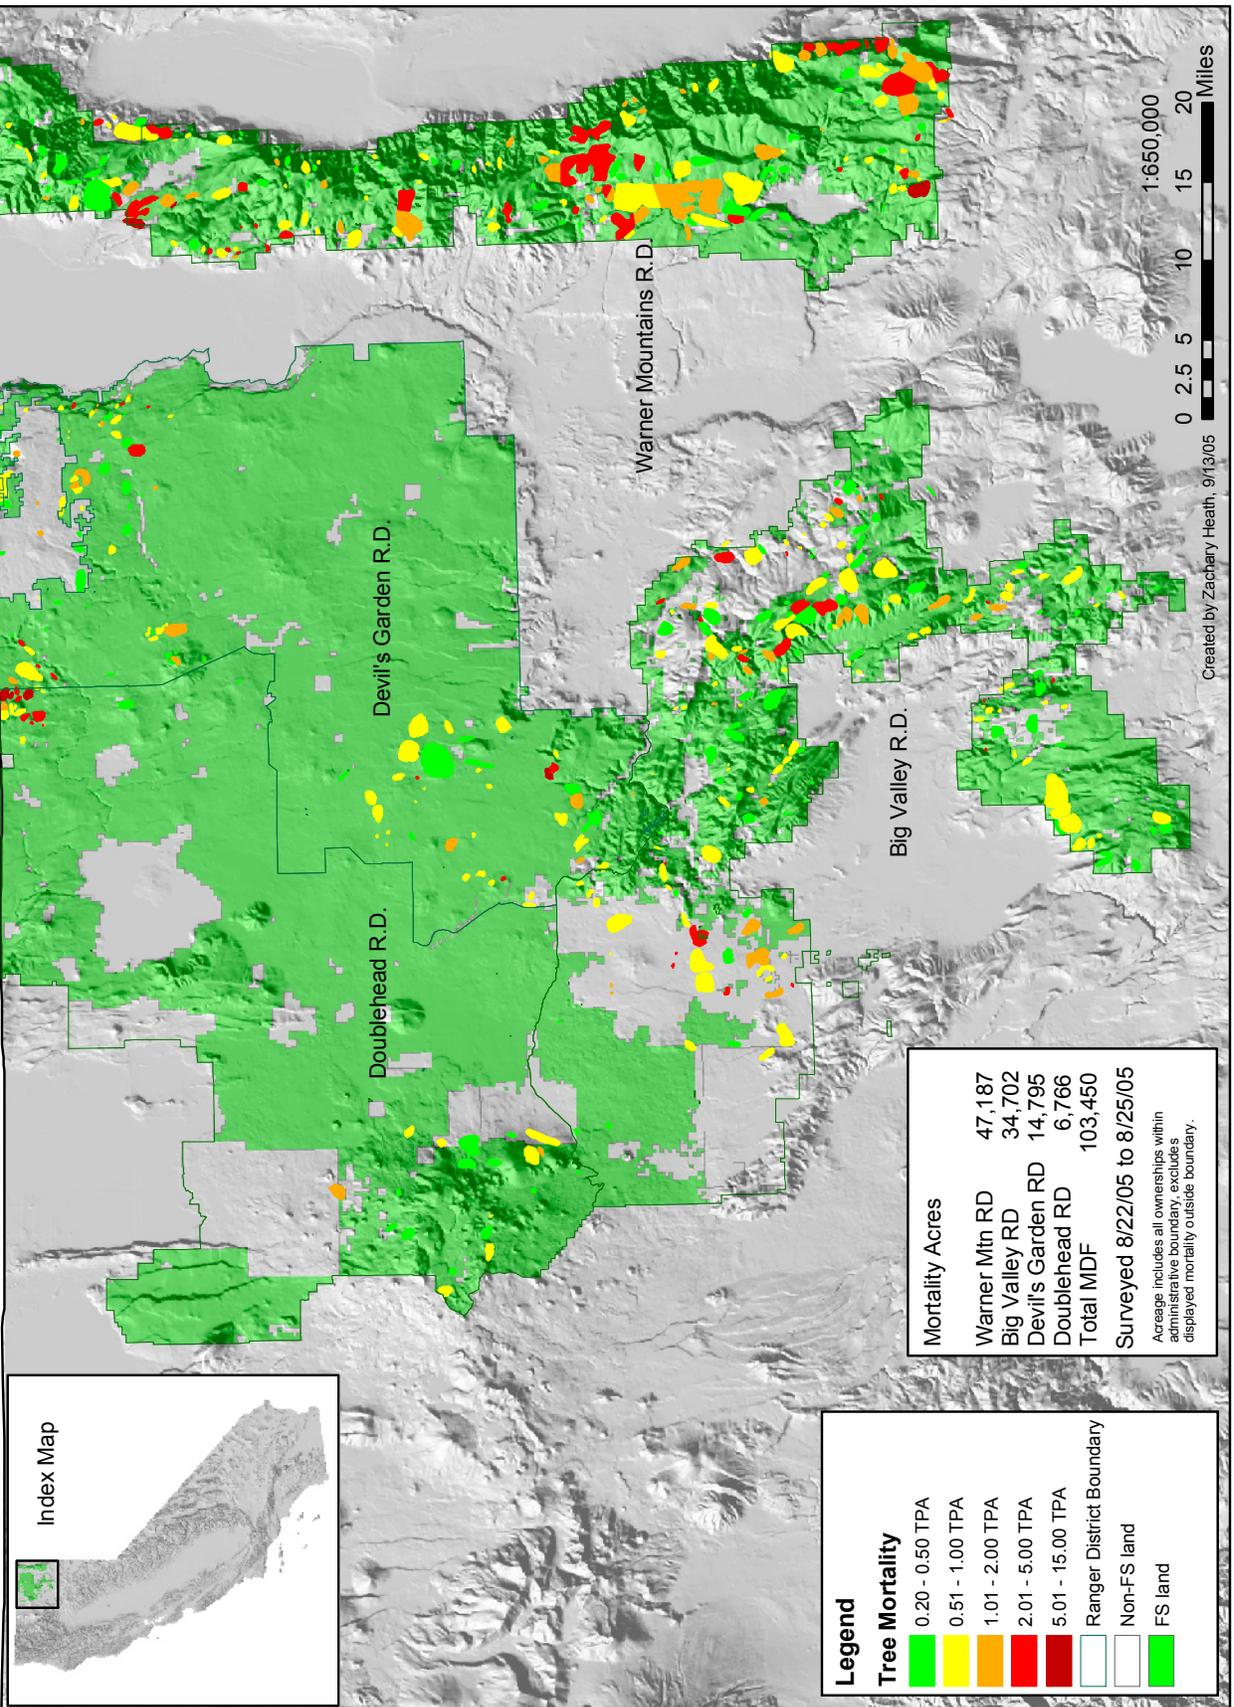 Index Map
Doublehead R.D.
Devil's Garden R.D.
Warner Mountains R.D.
Big Valley R.D.
Legend
Tree Mortality
0.20 - 0.50 TPA
0.51 - 1.00 TPA
1.01 - 2.00 TPA
2.01 - 5.00 TPA
5.01 - 15.00 TPA
Ranger District Boundary
Non-FS land
FS land
Mortality Acres
Warner Mtn RD 47,187
Big Valley RD 34,702
Devil's Garden RD 14,795
Doublehead RD 6,766
Total MDF 103,450
Surveyed 8/22/05 to 8/25/05
Acreage includes all ownerships within
administrative boundary, excludes
displayed mortality outside boundary.
1:650,000
0 2.5 5 10 15 20
Miles
Created by Zachary Heath, 9/13/05